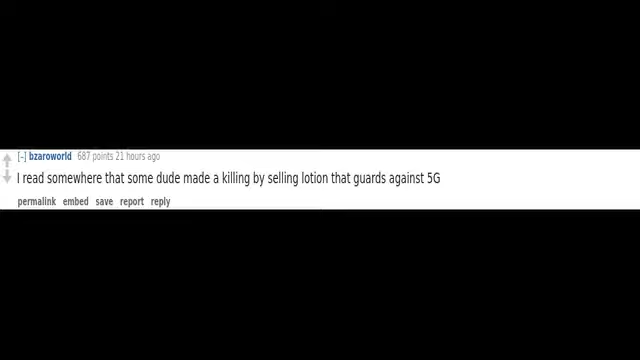 [–] bzaroworld 687 points 21 hours ago
I read somewhere that some dude made a killing by selling lotion that guards against 5G
permalink embed save report reply